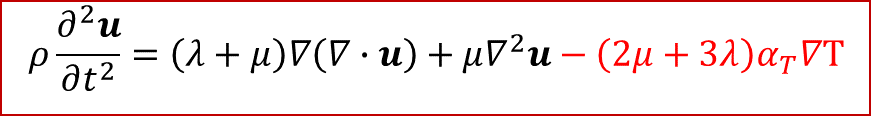 ρ ∂²𝒖/∂t² = (λ + μ)∇(∇ · 𝒖) + μ∇²𝒖 − (2μ + 3λ)α_T∇T